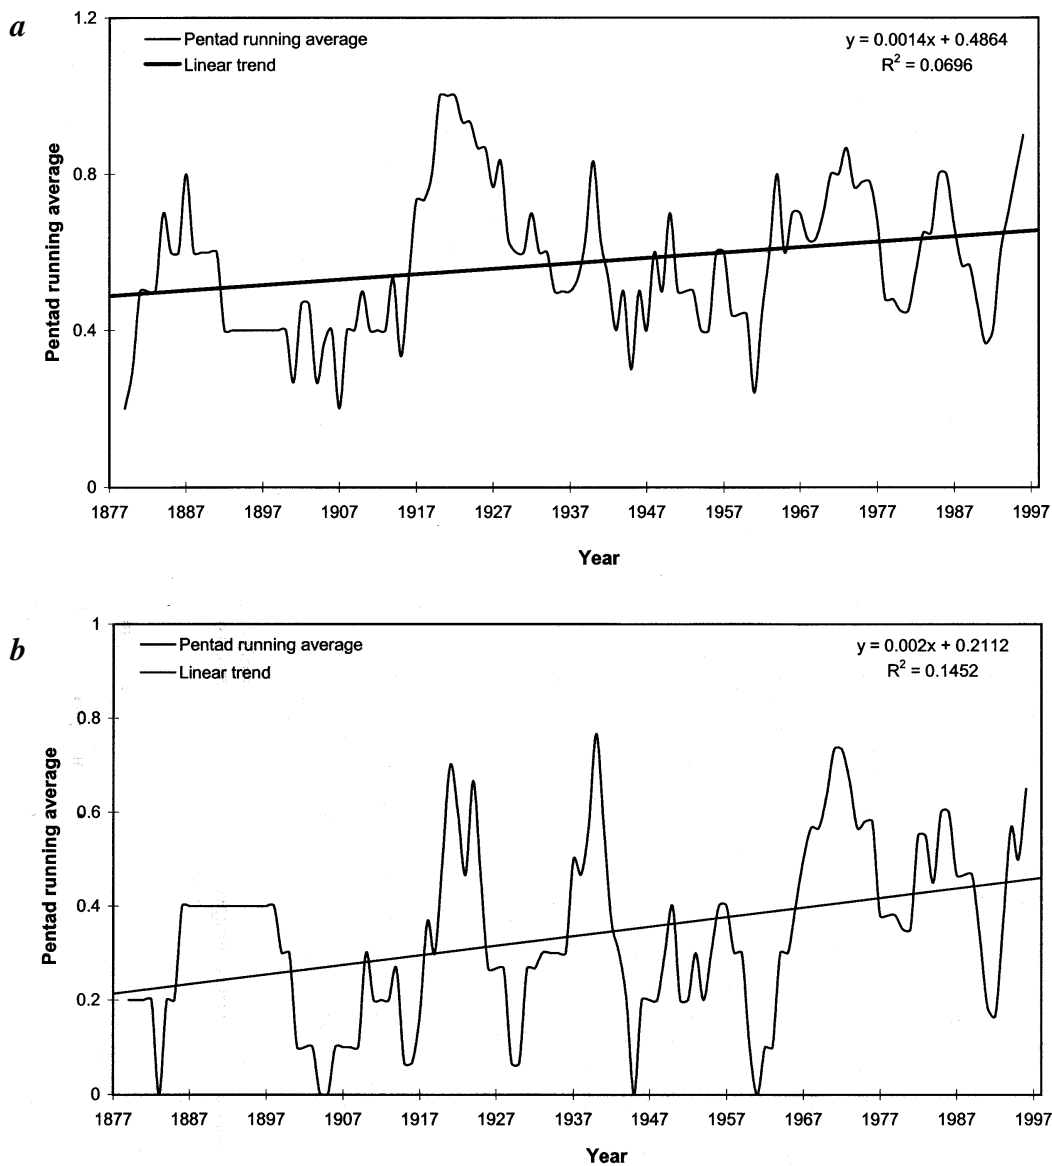 a
1.2
Pentad running average
y = 0.0014x + 0.4864
Linear trend
R² = 0.0696
0.8
Pentad running average
0.4
0
1877 1887 1897 1907 1917 1927 1937 1947 1957 1967 1977 1987 1997
Year
b
1
Pentad running average
y = 0.002x + 0.2112
Linear trend
R² = 0.1452
0.8
Pentad running average
0.6
0.4
0.2
0
1877 1887 1897 1907 1917 1927 1937 1947 1957 1967 1977 1987 1997
Year